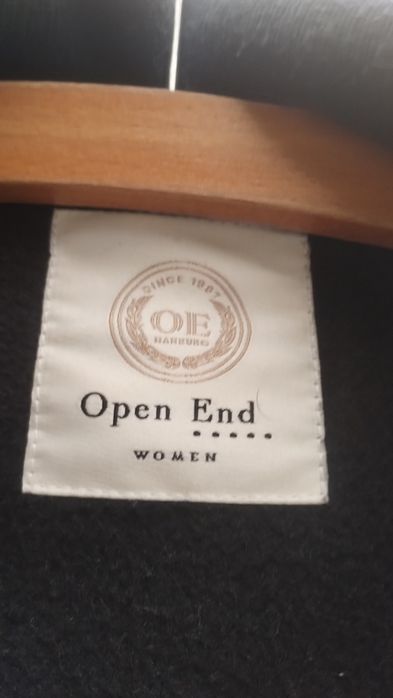 SINCE 1987
OE
HAMBURG
Open End
WOMEN